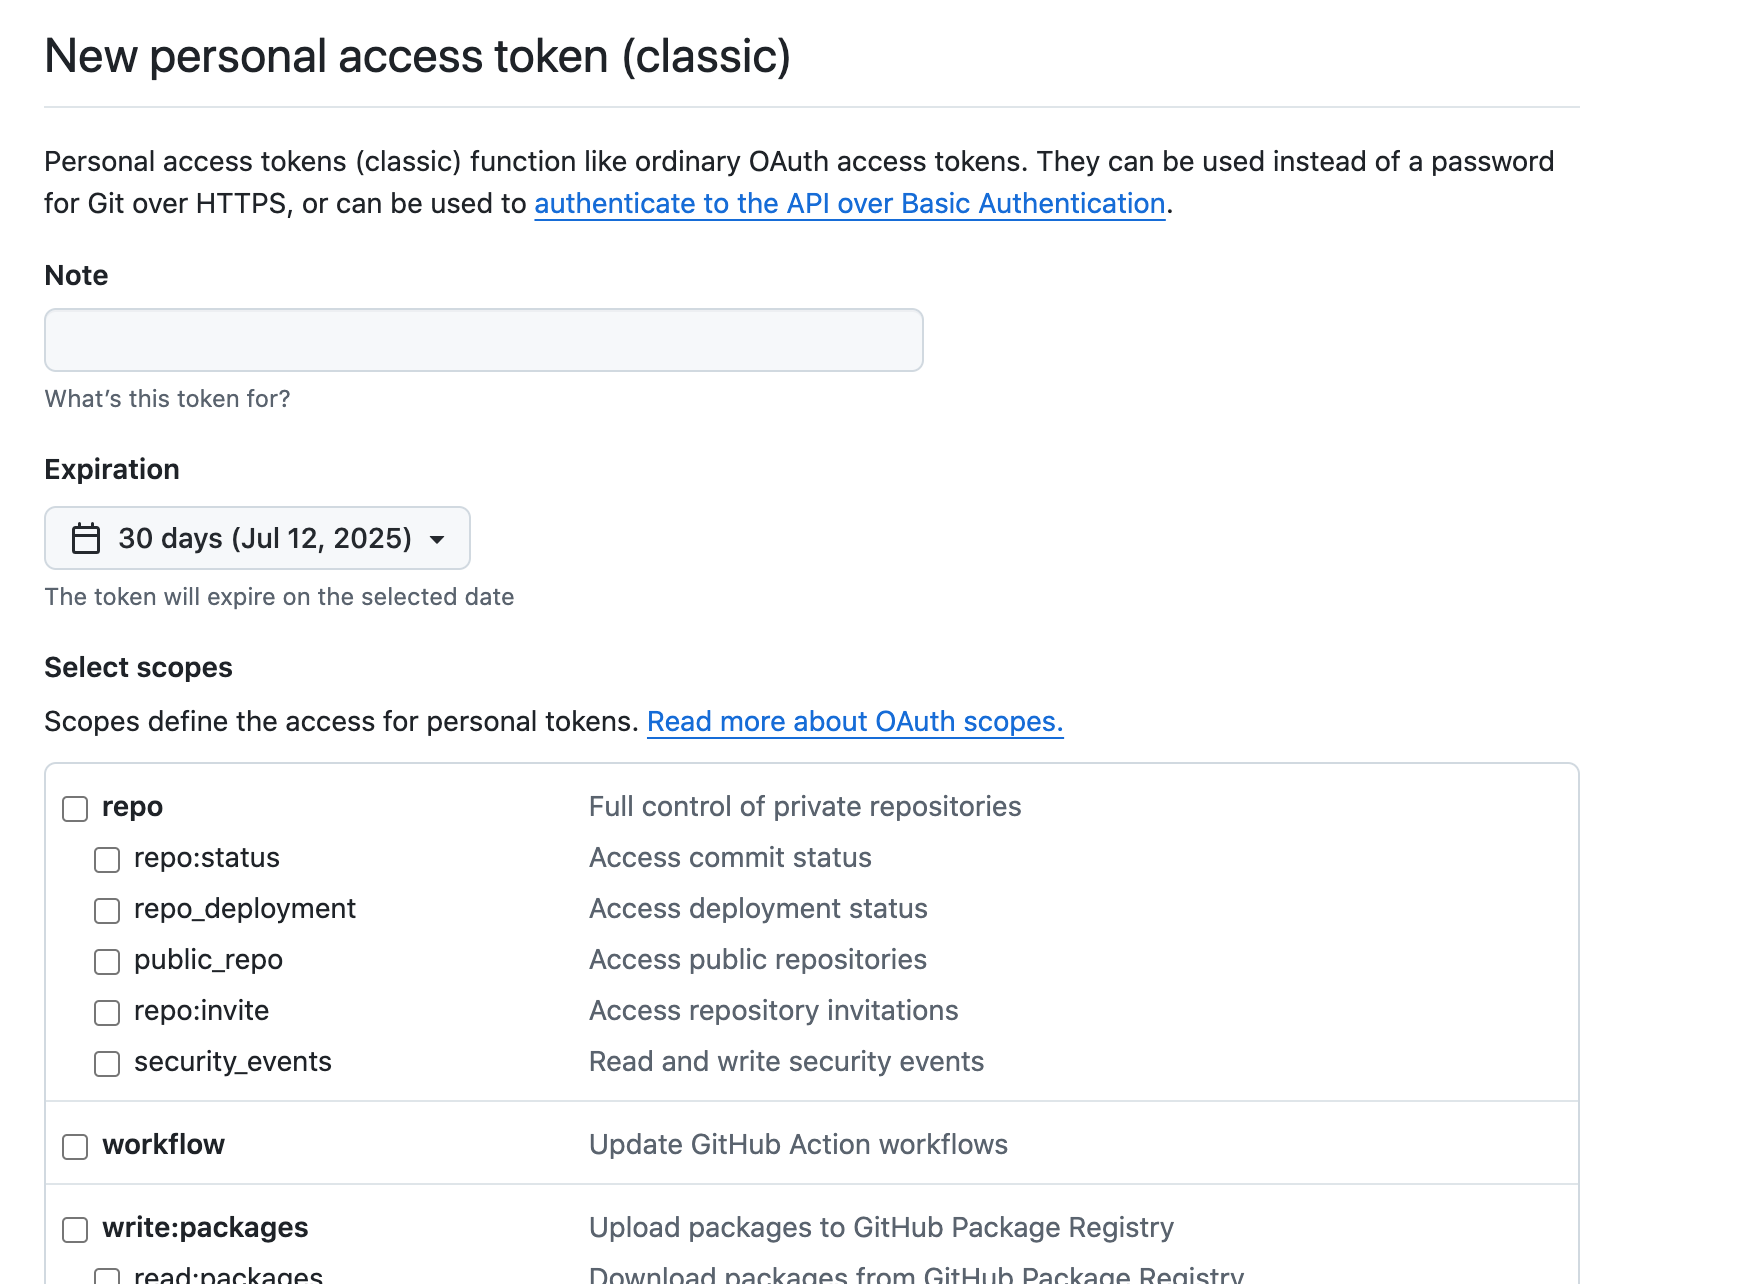 New personal access token (classic)
Personal access tokens (classic) function like ordinary OAuth access tokens. They can be used instead of a password
for Git over HTTPS, or can be used to authenticate to the API over Basic Authentication.
Note
What's this token for?
Expiration
30 days (Jul 12, 2025)
The token will expire on the selected date
Select scopes
Scopes define the access for personal tokens. Read more about OAuth scopes.
repo Full control of private repositories
repo:status Access commit status
repo_deployment Access deployment status
public_repo Access public repositories
repo:invite Access repository invitations
security_events Read and write security events
workflow Update GitHub Action workflows
write:packages Upload packages to GitHub Package Registry
read:packages Download packages from GitHub Package Registry